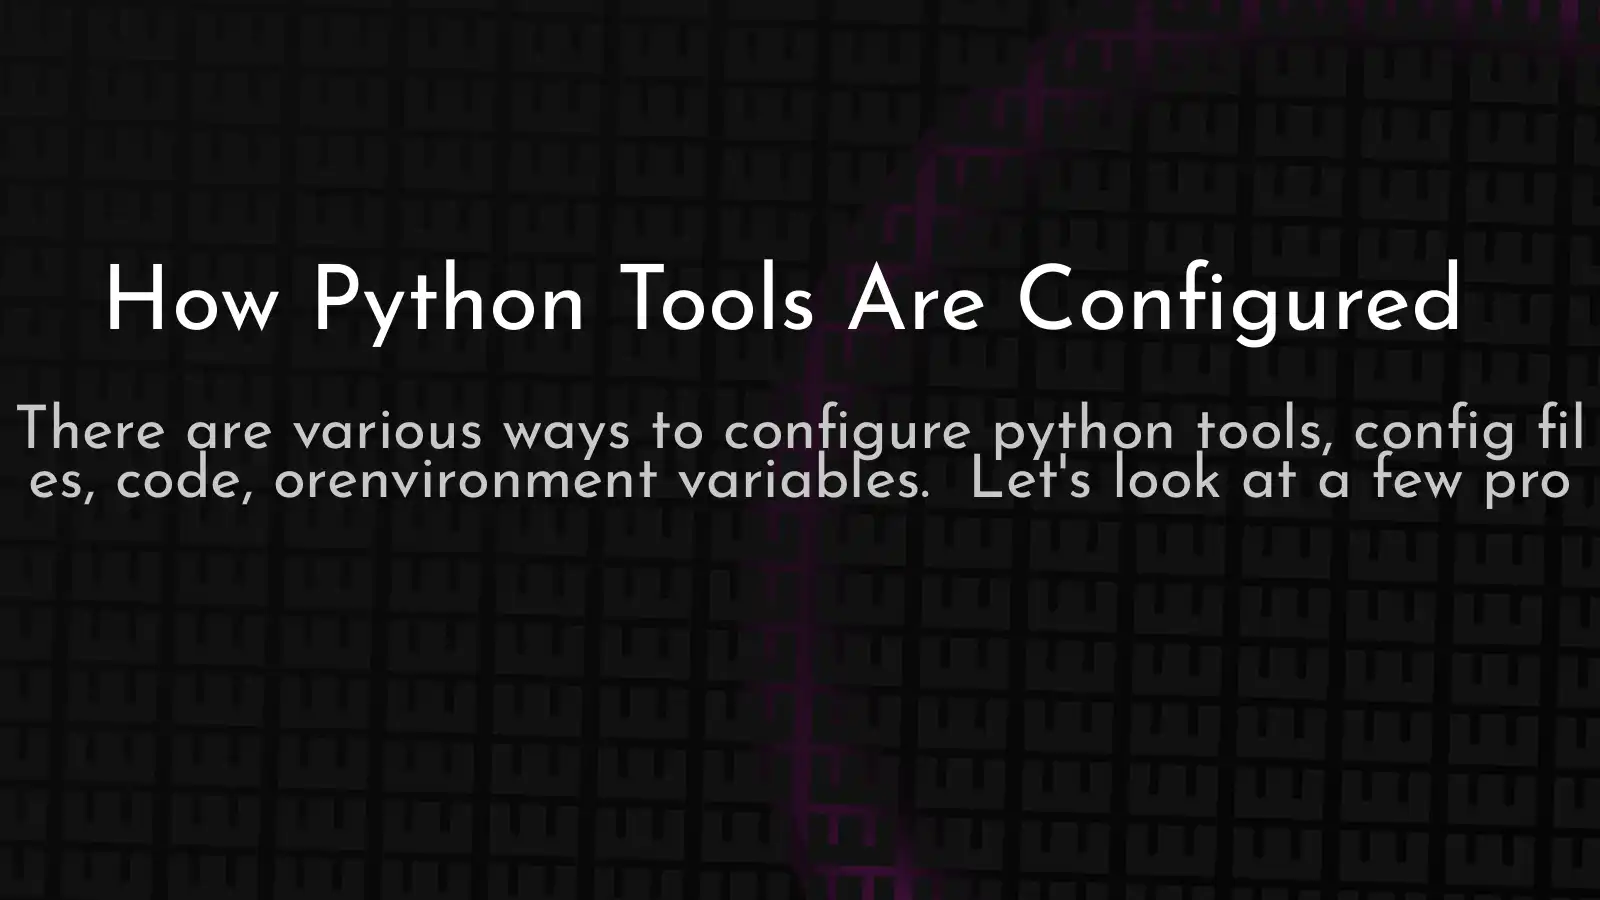 How Python Tools Are Configured
There are various ways to configure python tools, config fil
es, code, orenvironment variables.  Let's look at a few pro